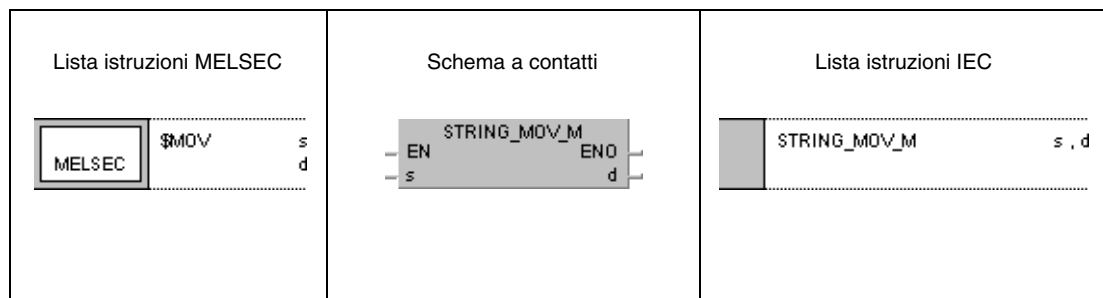 Lista istruzioni MELSEC
MELSEC
$MOV s
d
Schema a contatti
STRING_MOV_M
EN ENO
s d
Lista istruzioni IEC
STRING_MOV_M s , d